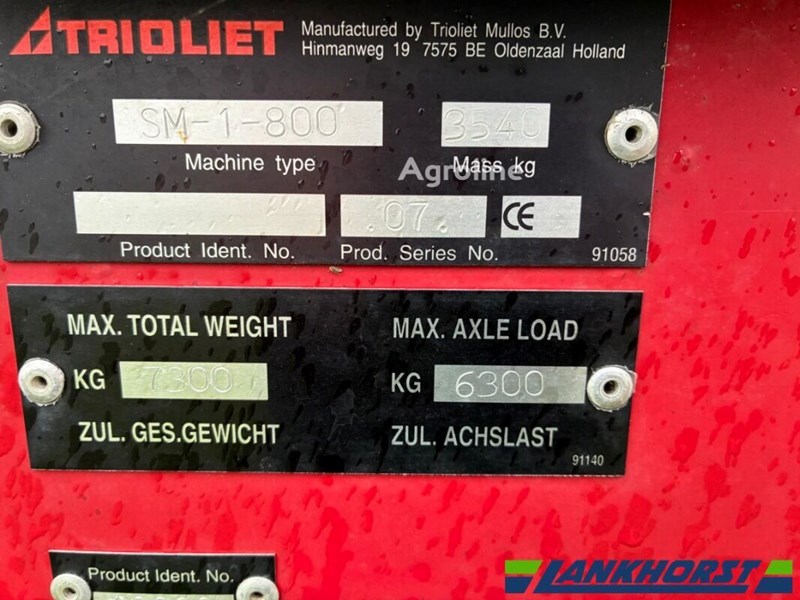 TRIOLIET
Manufactured by Trioliet Mullos B.V.
Hinmanweg 19 7575 BE Oldenzaal Holland
SM-1-800
3540
Machine type
Mass kg
Agroline
.07.
CE
Product Ident. No.
Prod. Series No.
91058
MAX. TOTAL WEIGHT
MAX. AXLE LOAD
KG 7300
KG 6300
ZUL. GES.GEWICHT
ZUL. ACHSLAST
91140
Product Ident. No.
LANKHORST